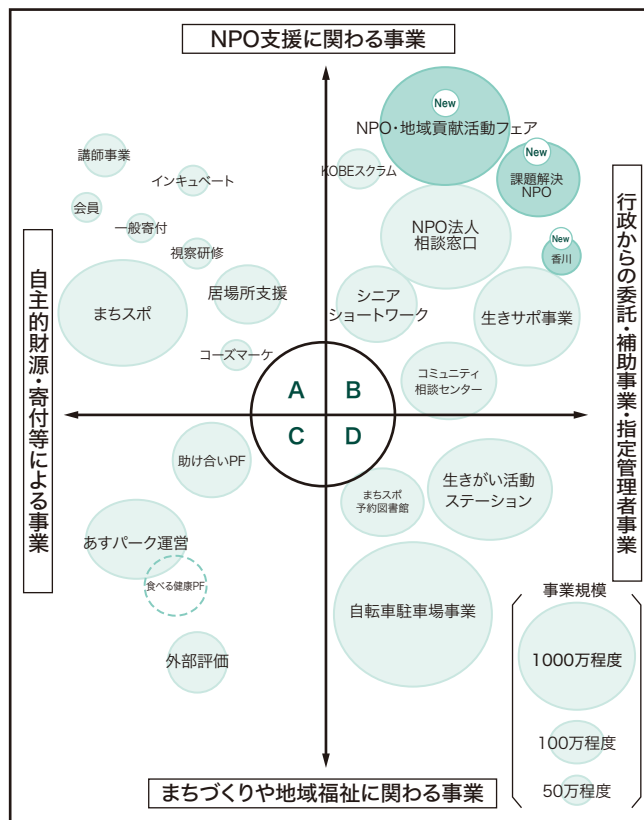 NPO支援に関わる事業
New
NPO・地域貢献活動フェア
New
課題解決
NPO
講師事業
インキュベート
KOBEスクラム
会員
一般寄付
NPO法人
相談窓口
New
香川
視察研修
居場所支援
まちスポ
シニア
ショートワーク
生きサポ事業
コーズマーケ
コミュニティ
相談センター
A
B
C
D
自主的財源・寄付等による事業
行政からの委託・補助事業・指定管理者事業
助け合いPF
まちスポ
予約図書館
生きがい活動
ステーション
あすパーク運営
食べる健康PF
自転車駐車場事業
外部評価
事業規模
1000万程度
100万程度
50万程度
まちづくりや地域福祉に関わる事業